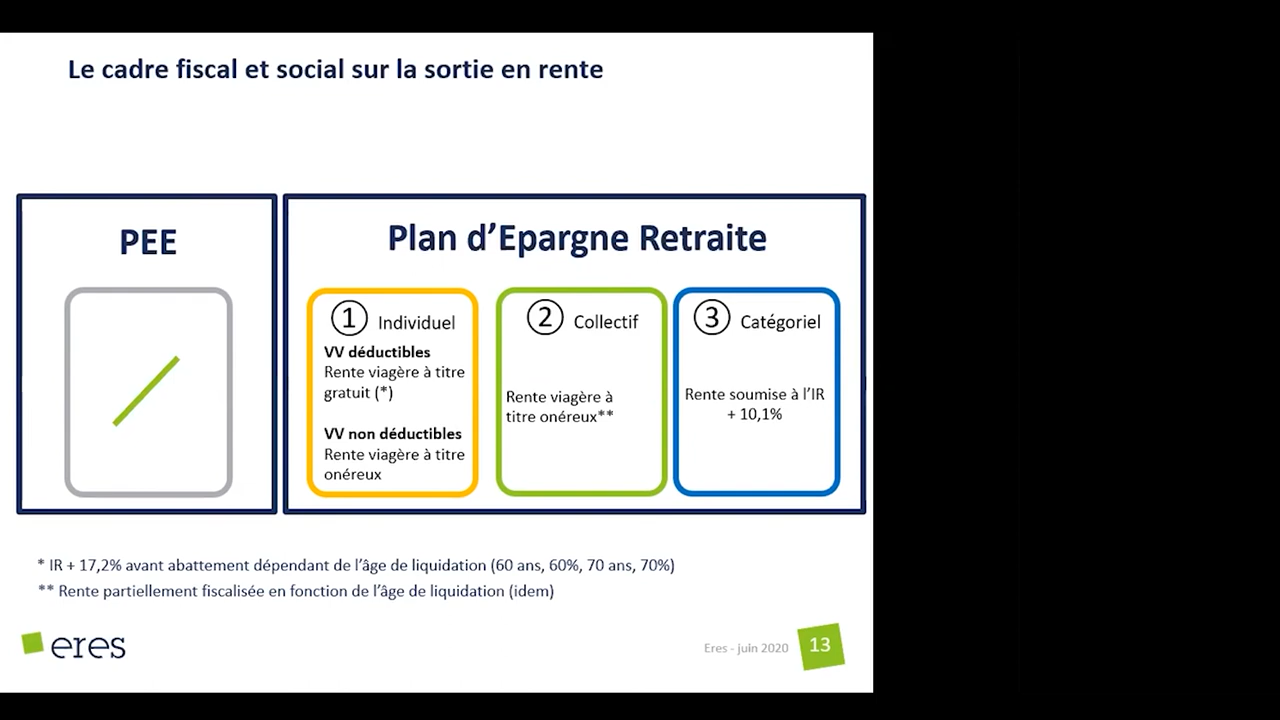 Le cadre fiscal et social sur la sortie en rente
PEE
Plan d’Epargne Retraite
1 Individuel
VV déductibles
Rente viagère à titre
gratuit (*)
VV non déductibles
Rente viagère à titre
onéreux
2 Collectif
Rente viagère à
titre onéreux**
3 Catégoriel
Rente soumise à l’IR
+ 10,1%
* IR + 17,2% avant abattement dépendant de l’âge de liquidation (60 ans, 60%, 70 ans, 70%)
** Rente partiellement fiscalisée en fonction de l’âge de liquidation (idem)
eres
Eres - juin 2020
13